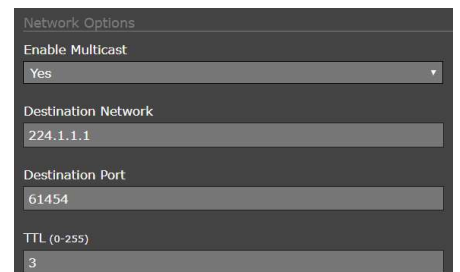 Network Options
Enable Multicast
Yes
Destination Network
224.1.1.1
Destination Port
61454
TTL (0-255)
3